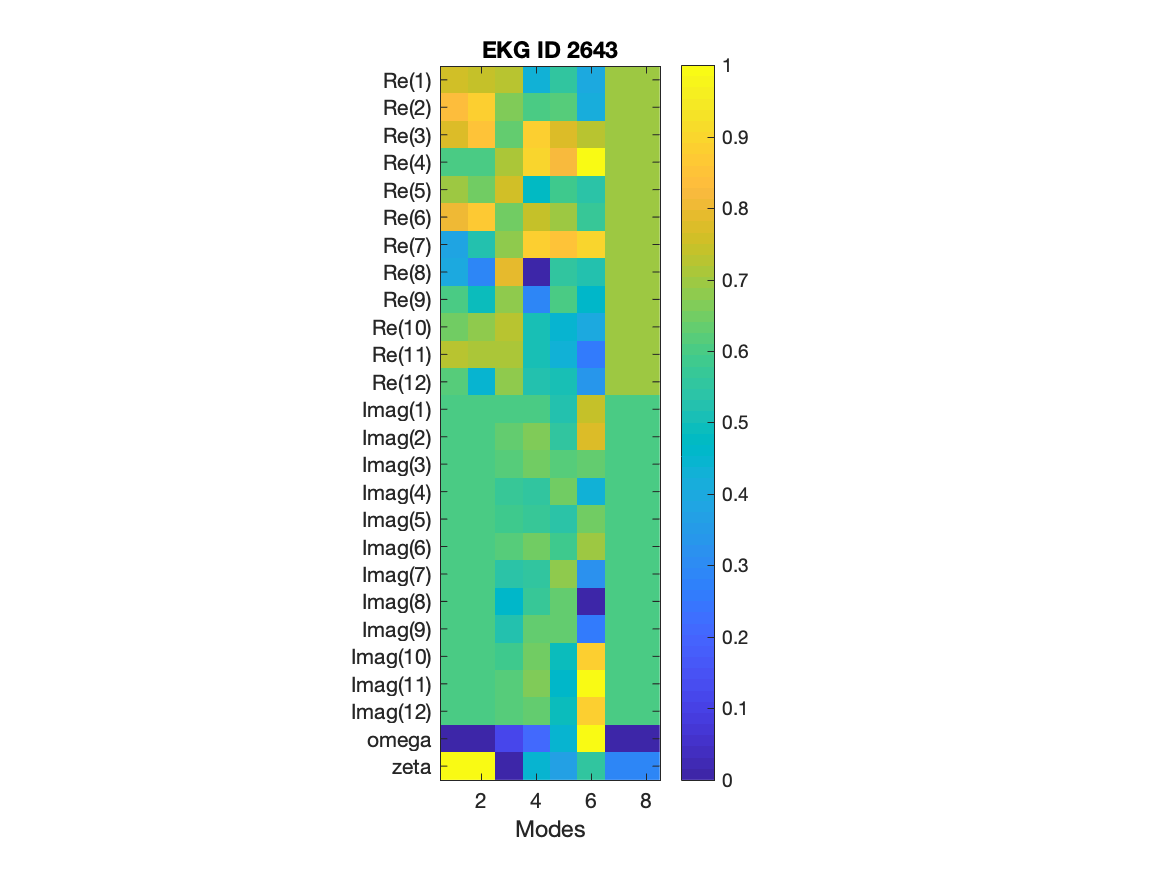 EKG ID 2643
Re(1)
Re(2)
Re(3)
Re(4)
Re(5)
Re(6)
Re(7)
Re(8)
Re(9)
Re(10)
Re(11)
Re(12)
Imag(1)
Imag(2)
Imag(3)
Imag(4)
Imag(5)
Imag(6)
Imag(7)
Imag(8)
Imag(9)
Imag(10)
Imag(11)
Imag(12)
omega
zeta
2 4 6 8
Modes
1
0.9
0.8
0.7
0.6
0.5
0.4
0.3
0.2
0.1
0